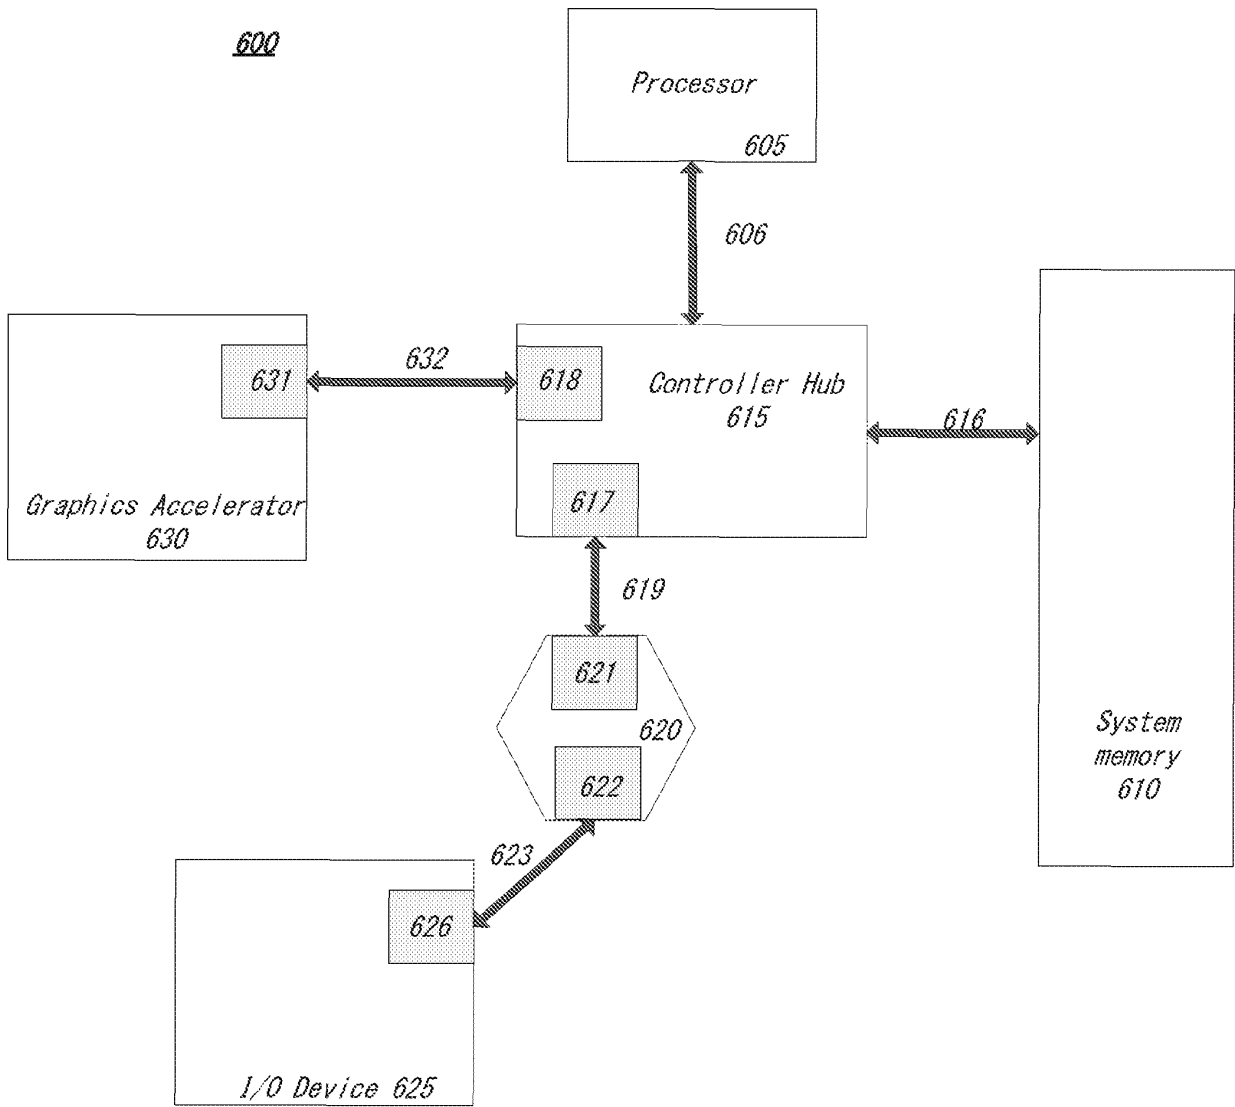 600
Processor
605
606
631
632
618
Controller Hub
615
616
617
Graphics Accelerator
630
619
621
620
622
System
memory
610
623
626
I/O Device 625